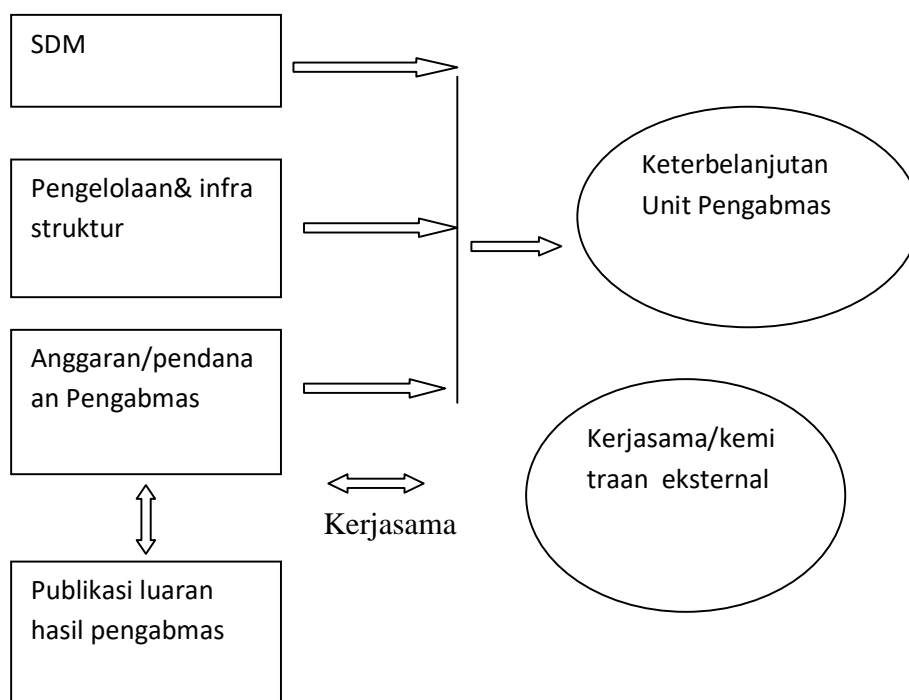 SDM
Pengelolaan& infra
struktur
Anggaran/pendana
an Pengabmas
Publikasi luaran
hasil pengabmas
Kerjasama
Keterbelanjutan
Unit Pengabmas
Kerjasama/kemi
traan eksternal